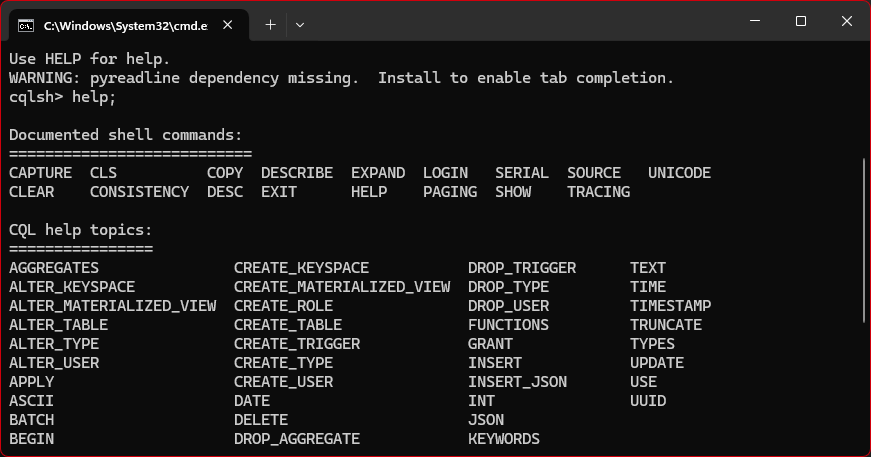 C:\Windows\System32\cmd.e:
Use HELP for help.
WARNING: pyreadline dependency missing.  Install to enable tab completion.
cqlsh> help;
Documented shell commands:
===========================
CAPTURE  CLS          COPY  DESCRIBE  EXPAND  LOGIN   SERIAL  SOURCE   UNICODE
CLEAR    CONSISTENCY  DESC  EXIT      HELP    PAGING  SHOW    TRACING
CQL help topics:
================
AGGREGATES               CREATE_KEYSPACE           DROP_TRIGGER      TEXT
ALTER_KEYSPACE           CREATE_MATERIALIZED_VIEW  DROP_TYPE         TIME
ALTER_MATERIALIZED_VIEW  CREATE_ROLE               DROP_USER         TIMESTAMP
ALTER_TABLE              CREATE_TABLE              FUNCTIONS         TRUNCATE
ALTER_TYPE               CREATE_TRIGGER            GRANT             TYPES
ALTER_USER               CREATE_TYPE               INSERT            UPDATE
APPLY                    CREATE_USER               INSERT_JSON       USE
ASCII                    DATE                      INT               UUID
BATCH                    DELETE                    JSON
BEGIN                    DROP_AGGREGATE            KEYWORDS